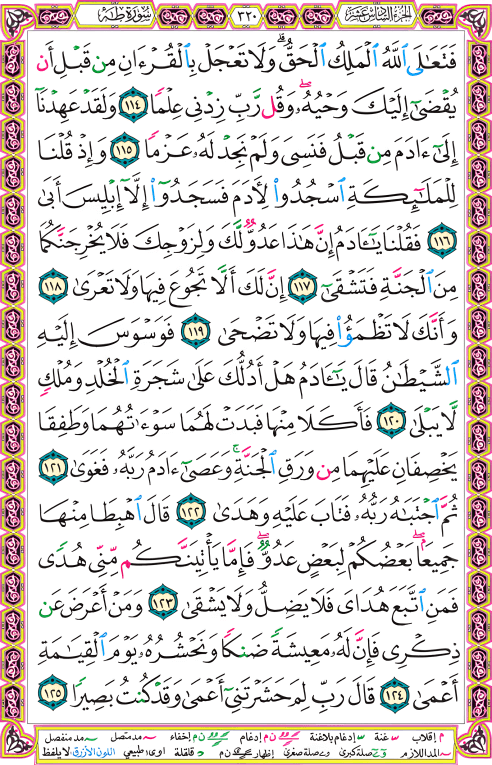 الجزء السادس عشر ٣٢٠ سورة طه
فَتَعَٰلَى ٱللَّهُ ٱلْمَلِكُ ٱلْحَقُّ ۗ وَلَا تَعْجَلْ بِٱلْقُرْءَانِ مِن قَبْلِ أَن
يُقْضَىٰٓ إِلَيْكَ وَحْيُهُۥ ۖ وَقُل رَّبِّ زِدْنِى عِلْمًا ١١٤ وَلَقَدْ عَهِدْنَآ
إِلَىٰٓ ءَادَمَ مِن قَبْلُ فَنَسِىَ وَلَمْ نَجِدْ لَهُۥ عَزْمًا ١١٥ وَإِذْ قُلْنَا
لِلْمَلَٰٓئِكَةِ ٱسْجُدُوا۟ لِءَادَمَ فَسَجَدُوٓا۟ إِلَّآ إِبْلِيسَ أَبَىٰ
١١٦ فَقُلْنَا يَٰٓـَٔادَمُ إِنَّ هَٰذَا عَدُوٌّ لَّكَ وَلِزَوْجِكَ فَلَا يُخْرِجَنَّكُمَا
مِنَ ٱلْجَنَّةِ فَتَشْقَىٰٓ ١١٧ إِنَّ لَكَ أَلَّا تَجُوعَ فِيهَا وَلَا تَعْرَىٰ ١١٨
وَأَنَّكَ لَا تَظْمَؤُا۟ فِيهَا وَلَا تَضْحَىٰ ١١٩ فَوَسْوَسَ إِلَيْهِ
ٱلشَّيْطَٰنُ قَالَ يَٰٓـَٔادَمُ هَلْ أَدُلُّكَ عَلَىٰ شَجَرَةِ ٱلْخُلْدِ وَمُلْكٍ
لَّا يَبْلَىٰ ١٢٠ فَأَكَلَا مِنْهَا فَبَدَتْ لَهُمَا سَوْءَٰتُهُمَا وَطَفِقَا
يَخْصِفَانِ عَلَيْهِمَا مِن وَرَقِ ٱلْجَنَّةِ ۚ وَعَصَىٰٓ ءَادَمُ رَبَّهُۥ فَغَوَىٰ ١٢١
ثُمَّ ٱجْتَبَٰهُ رَبُّهُۥ فَتَابَ عَلَيْهِ وَهَدَىٰ ١٢٢ قَالَ ٱهْبِطَا مِنْهَا
جَمِيعًۢا ۖ بَعْضُكُمْ لِبَعْضٍ عَدُوٌّ ۖ فَإِمَّا يَأْتِيَنَّكُم مِّنِّى هُدًى
فَمَنِ ٱتَّبَعَ هُدَاىَ فَلَا يَضِلُّ وَلَا يَشْقَىٰ ١٢٣ وَمَنْ أَعْرَضَ عَن
ذِكْرِى فَإِنَّ لَهُۥ مَعِيشَةً ضَنكًا وَنَحْشُرُهُۥ يَوْمَ ٱلْقِيَٰمَةِ
أَعْمَىٰ ١٢٤ قَالَ رَبِّ لِمَ حَشَرْتَنِىٓ أَعْمَىٰ وَقَدْ كُنتُ بَصِيرًا ١٢٥
م إقلاب غنة إدغام بلاغنة ن م إدغام ن م إخفاء مد متصل مد منفصل
المد اللازم صلة كبرى صلة صغرى إظهار قلقلة اوى طبيعي اللون الأزرق لا يلفظ